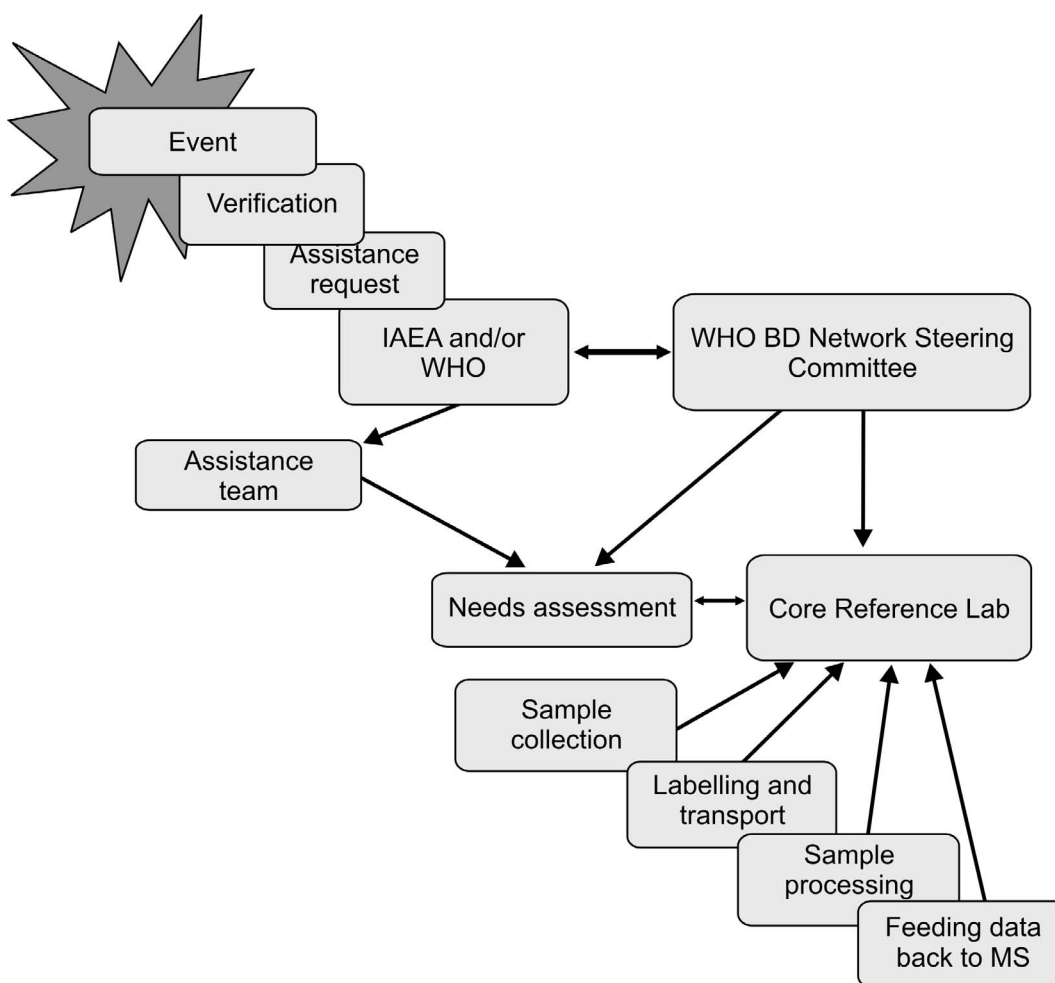 Event
Verification
Assistance
request
IAEA and/or
WHO
WHO BD Network Steering
Committee
Assistance
team
Needs assessment
Core Reference Lab
Sample
collection
Labelling and
transport
Sample
processing
Feeding data
back to MS